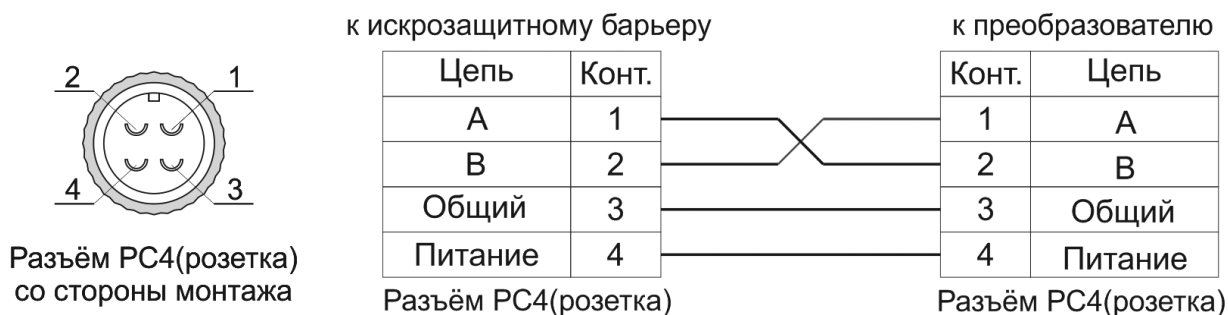 к искрозащитному барьеру
к преобразователю
2
1
4
3
Разъём РС4(розетка)
со стороны монтажа
Цепь Конт.
А 1
В 2
Общий 3
Питание 4
Разъём РС4(розетка)
Конт. Цепь
1 А
2 В
3 Общий
4 Питание
Разъём РС4(розетка)